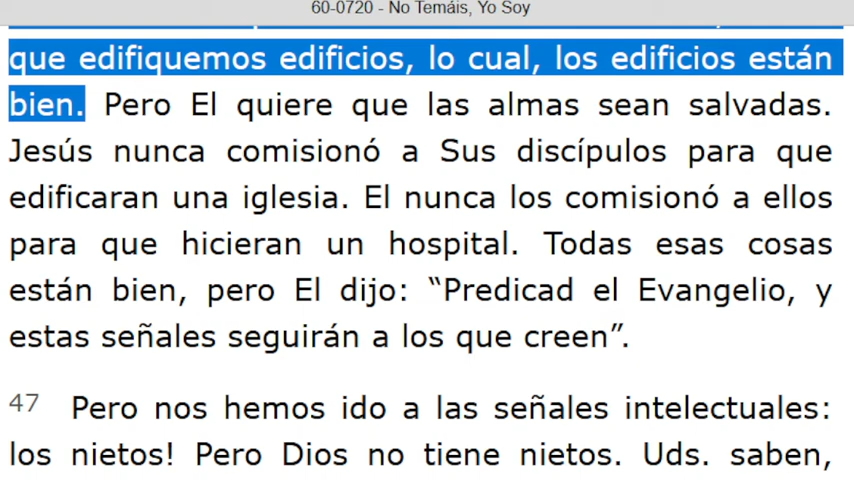 60-0720 - No Temáis, Yo Soy
que edifiquemos edificios, lo cual, los edificios están
bien. Pero El quiere que las almas sean salvadas.
Jesús nunca comisionó a Sus discípulos para que
edificaran una iglesia. El nunca los comisionó a ellos
para que hicieran un hospital. Todas esas cosas
están bien, pero El dijo: “Predicad el Evangelio, y
estas señales seguirán a los que creen”.
47 Pero nos hemos ido a las señales intelectuales:
los nietos! Pero Dios no tiene nietos. Uds. saben,